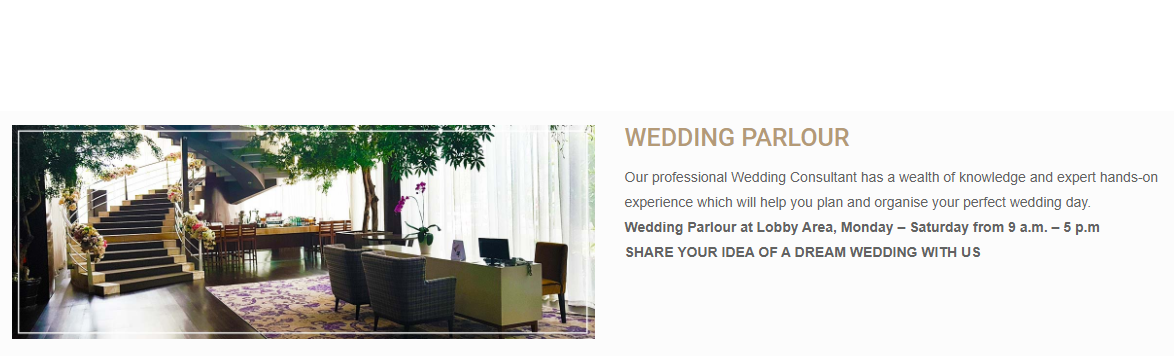 WEDDING PARLOUR
Our professional Wedding Consultant has a wealth of knowledge and expert hands-on
experience which will help you plan and organise your perfect wedding day.
Wedding Parlour at Lobby Area, Monday – Saturday from 9 a.m. – 5 p.m
SHARE YOUR IDEA OF A DREAM WEDDING WITH US